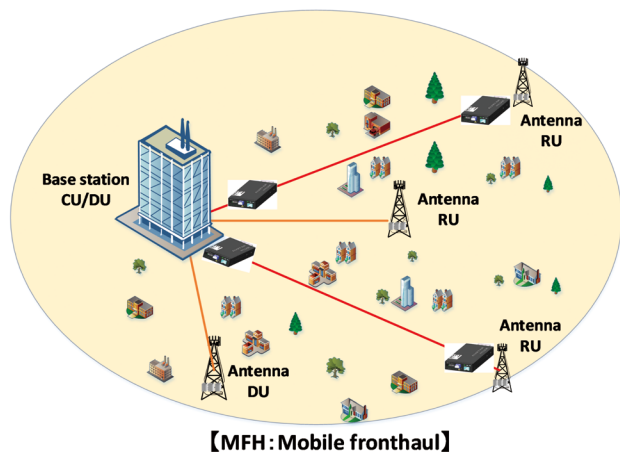 Antenna
RU
Base station
CU/DU
Antenna
RU
Antenna
RU
Antenna
DU
【MFH：Mobile fronthaul】